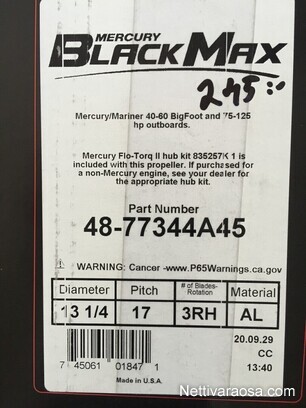 MERCURY
BLACKMAX
245:-
Mercury/Mariner 40-60 BigFoot and 75-125
hp outboards.
Mercury Flo-Torq II hub kit 835257K 1 is
included with this propeller. If purchased for
a non-Mercury engine, see your dealer for
the appropriate hub kit.
Part Number
48-77344A45
WARNING: Cancer -www.P65Warnings.ca.gov
Diameter Pitch # of Blades- Rotation Material
13 1/4 17 3RH AL
20.09.29
CC
13:40
7 45061 01847 1
Made in U.S.A.
Nettivaraosa.com